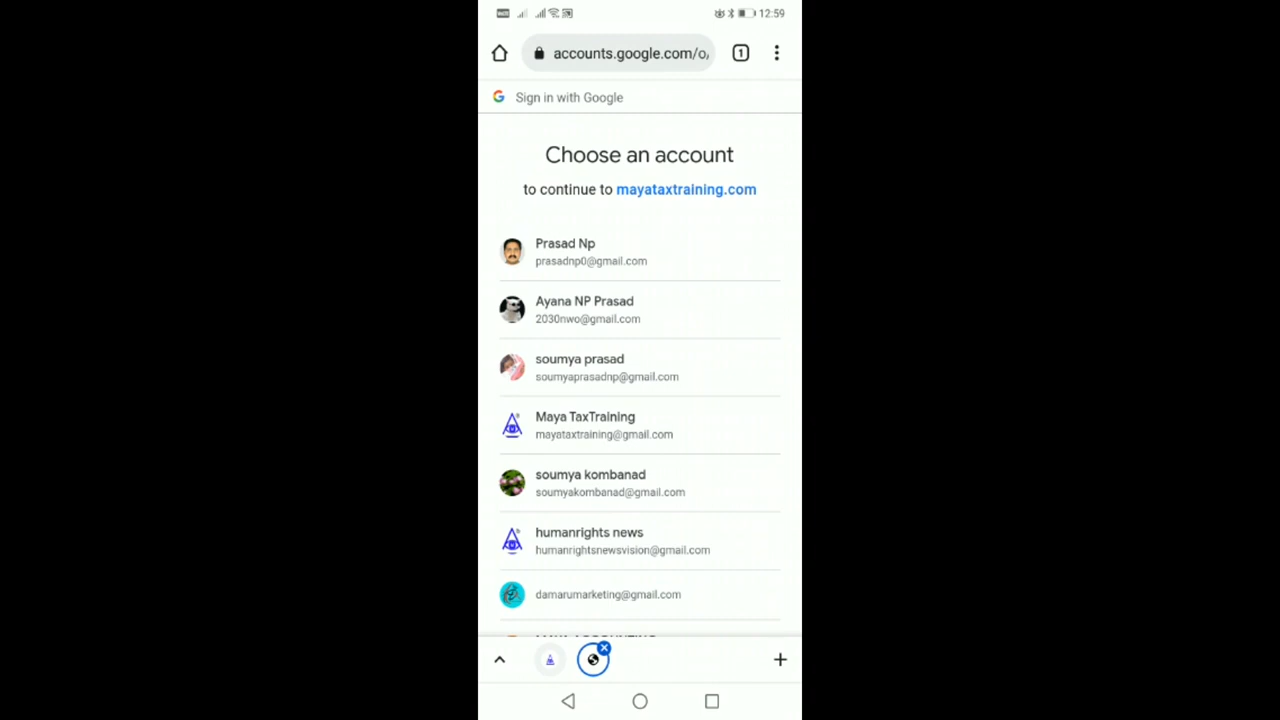 12:59
accounts.google.com/o/
1
Sign in with Google
Choose an account
to continue to mayataxtraining.com
Prasad Np
prasadnp0@gmail.com
Ayana NP Prasad
2030nwo@gmail.com
soumya prasad
soumyaprasadnp@gmail.com
Maya TaxTraining
mayataxtraining@gmail.com
soumya kombanad
soumyakombanad@gmail.com
humanrights news
humanrightsnewsvision@gmail.com
damarumarketing@gmail.com